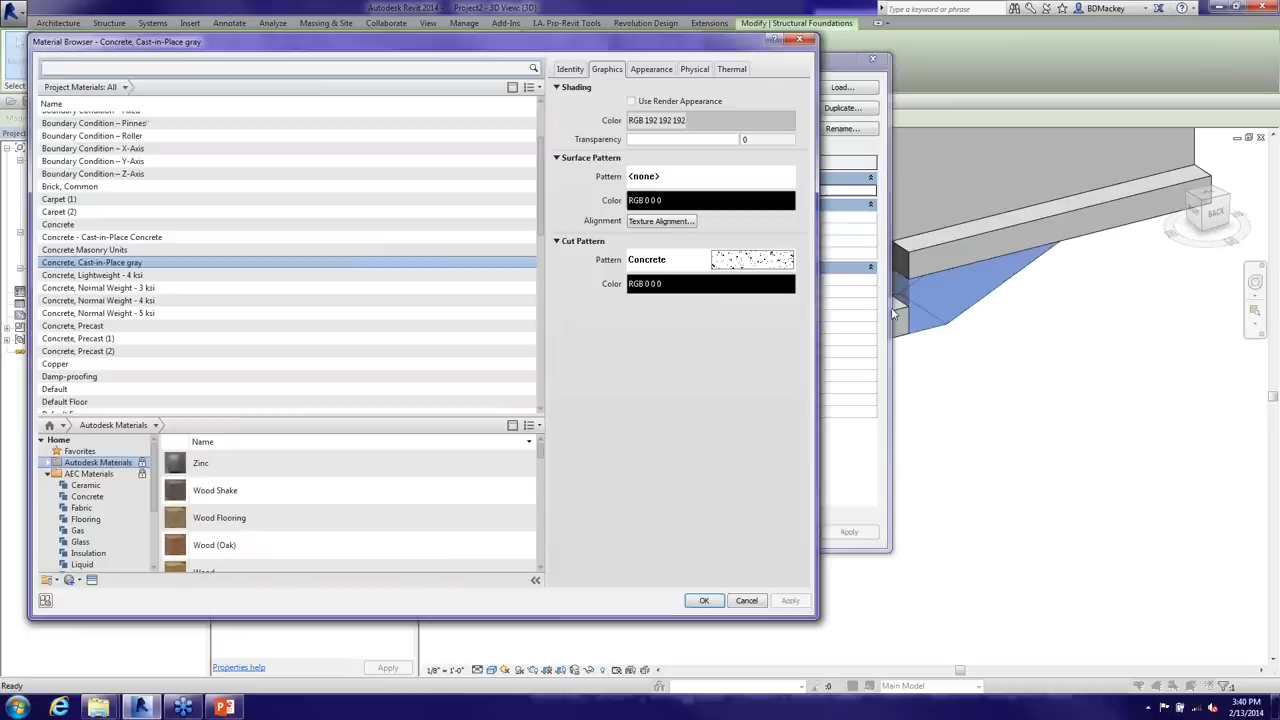 Autodesk Revit 2014 - Project2 - 3D View: {3D}
Type a keyword or phrase
BDMackey
Architecture Structure Systems Insert Annotate Analyze Massing & Site Collaborate View Manage Add-Ins I.A. Pro-Revit Tools Revolution Design Extensions Modify | Structural Foundations
Material Browser - Concrete, Cast-in-Place gray
Select
Project Materials: All
Name
Boundary Condition – Pinned
Boundary Condition – Roller
Boundary Condition – X-Axis
Boundary Condition – Y-Axis
Boundary Condition – Z-Axis
Brick, Common
Carpet (1)
Carpet (2)
Concrete
Concrete - Cast-in-Place Concrete
Concrete Masonry Units
Concrete, Cast-in-Place gray
Concrete, Lightweight - 4 ksi
Concrete, Normal Weight - 3 ksi
Concrete, Normal Weight - 4 ksi
Concrete, Normal Weight - 5 ksi
Concrete, Precast
Concrete, Precast (1)
Concrete, Precast (2)
Copper
Damp-proofing
Default
Default Floor
Autodesk Materials
Home
Favorites
Autodesk Materials
AEC Materials
Ceramic
Concrete
Fabric
Flooring
Gas
Glass
Insulation
Liquid
Name
Zinc
Wood Shake
Wood Flooring
Wood (Oak)
Wood
Identity Graphics Appearance Physical Thermal
Shading
Use Render Appearance
Color RGB 192 192 192
Transparency 0
Surface Pattern
Pattern <none>
Color RGB 0 0 0
Alignment Texture Alignment...
Cut Pattern
Pattern Concrete
Color RGB 0 0 0
OK Cancel Apply
Load...
Duplicate...
Rename...
Apply
BACK
Properties help
Apply
1/8" = 1'-0"
Ready
:0
Main Model
:1
3:40 PM
2/13/2014